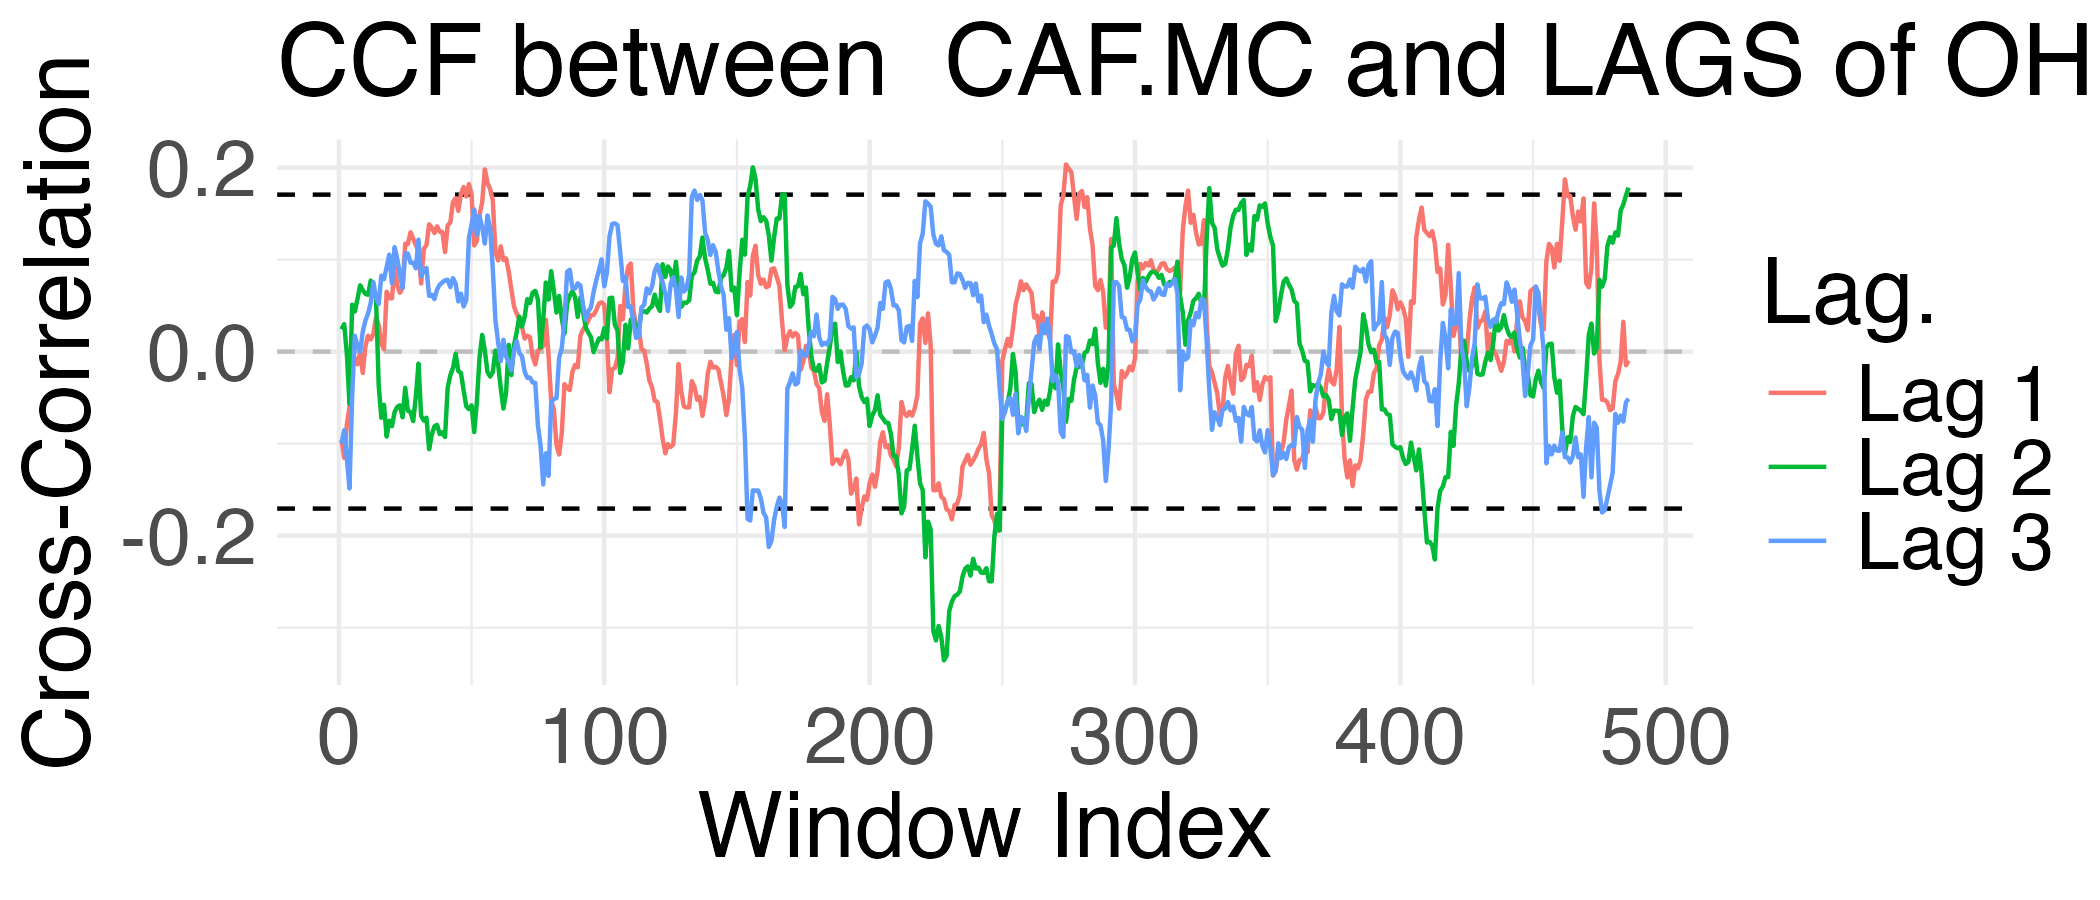 CCF between  CAF.MC and LAGS of OH
Cross-Correlation
0.2
0.0
-0.2
0 100 200 300 400 500
Window Index
Lag.
Lag 1
Lag 2
Lag 3